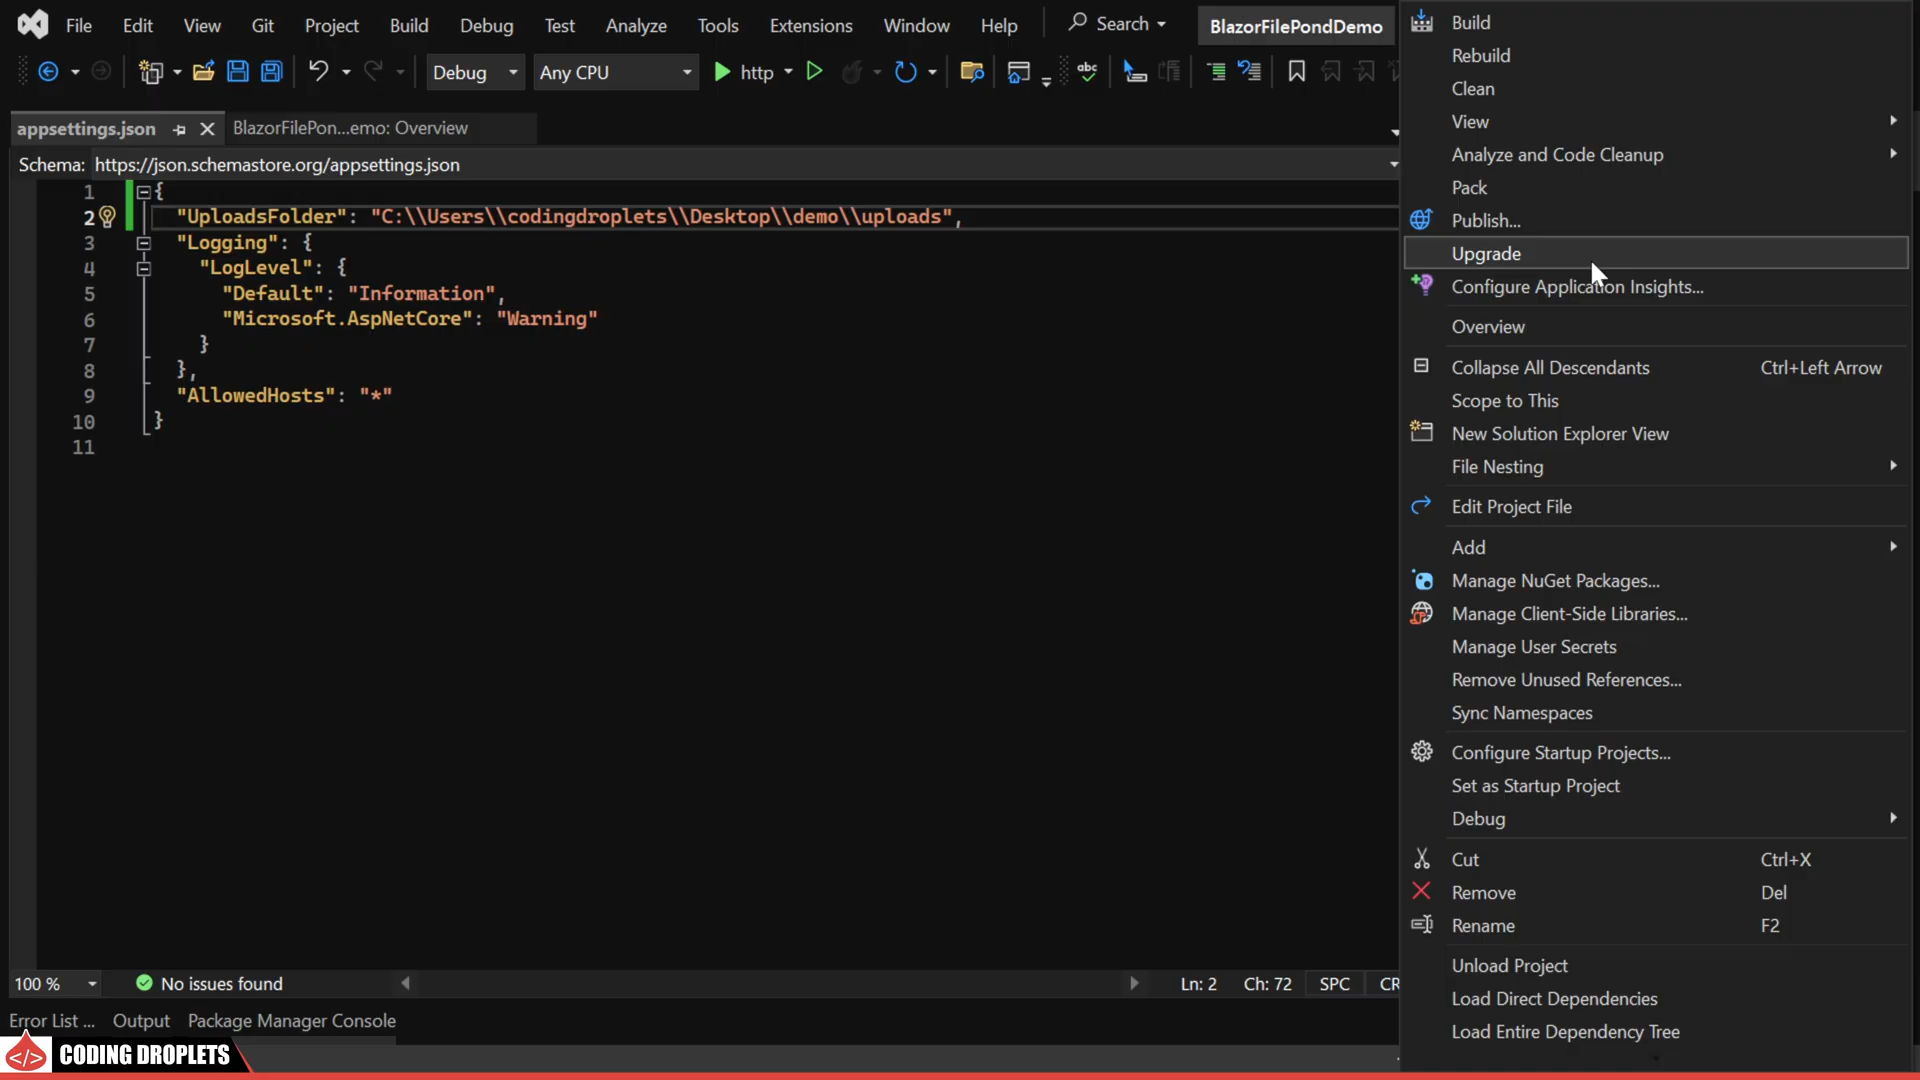 File Edit View Git Project Build Debug Test Analyze Tools Extensions Window Help Search BlazorFilePondDemo
Debug Any CPU http abc
appsettings.json BlazorFilePon...emo: Overview
Schema: https://json.schemastore.org/appsettings.json
1 {
2 "UploadsFolder": "C:\\Users\\codingdroplets\\Desktop\\demo\\uploads",
3 "Logging": {
4 "LogLevel": {
5 "Default": "Information",
6 "Microsoft.AspNetCore": "Warning"
7 }
8 },
9 "AllowedHosts": "*"
10 }
11
100 % No issues found Ln: 2 Ch: 72 SPC CR
Error List ... Output Package Manager Console
</> CODING DROPLETS
Build
Rebuild
Clean
View
Analyze and Code Cleanup
Pack
Publish...
Upgrade
Configure Application Insights...
Overview
Collapse All Descendants Ctrl+Left Arrow
Scope to This
New Solution Explorer View
File Nesting
Edit Project File
Add
Manage NuGet Packages...
Manage Client-Side Libraries...
Manage User Secrets
Remove Unused References...
Sync Namespaces
Configure Startup Projects...
Set as Startup Project
Debug
Cut Ctrl+X
Remove Del
Rename F2
Unload Project
Load Direct Dependencies
Load Entire Dependency Tree